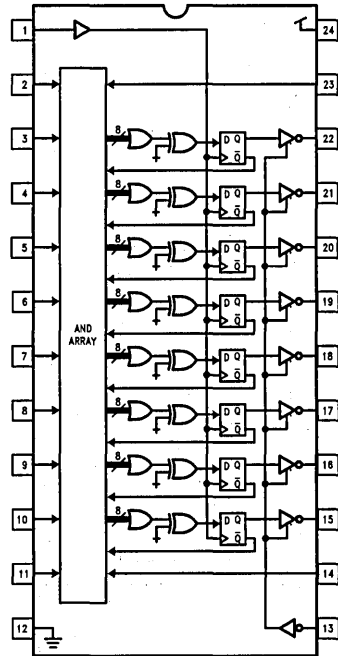 1 24
2 23
8 D Q
3 22
Q̅
8 D Q
4 21
Q̅
8 D Q
5 20
Q̅
8 D Q
6 19
AND
ARRAY
Q̅
8 D Q
7 18
Q̅
8 D Q
8 17
Q̅
8 D Q
9 16
Q̅
8 D Q
10 15
Q̅
11 14
12 13